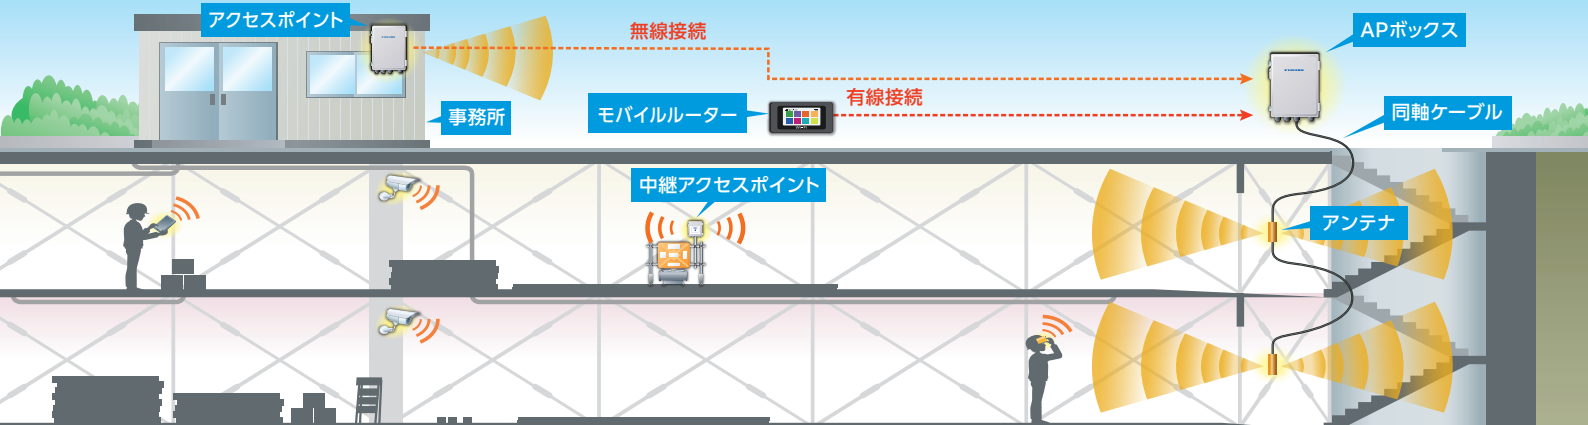 アクセスポイント
無線接続
APボックス
有線接続
モバイルルーター
事務所
同軸ケーブル
中継アクセスポイント
アンテナ